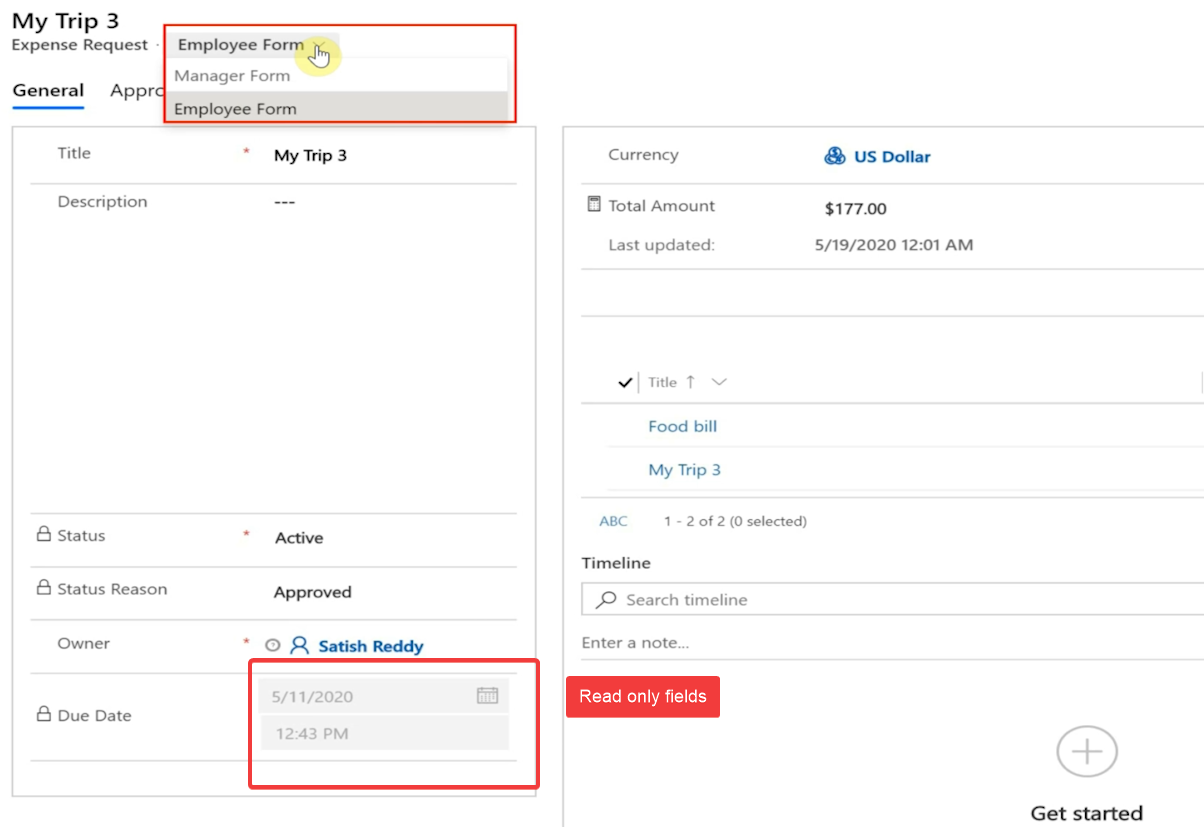 My Trip 3
Expense Request · Employee Form
Manager Form
Employee Form
General Appro
Title * My Trip 3
Description ---
Status * Active
Status Reason Approved
Owner * Satish Reddy
Due Date 5/11/2020
12:43 PM
Currency US Dollar
Total Amount $177.00
Last updated: 5/19/2020 12:01 AM
Title ↑
Food bill
My Trip 3
ABC 1 - 2 of 2 (0 selected)
Timeline
Search timeline
Enter a note...
Read only fields
Get started